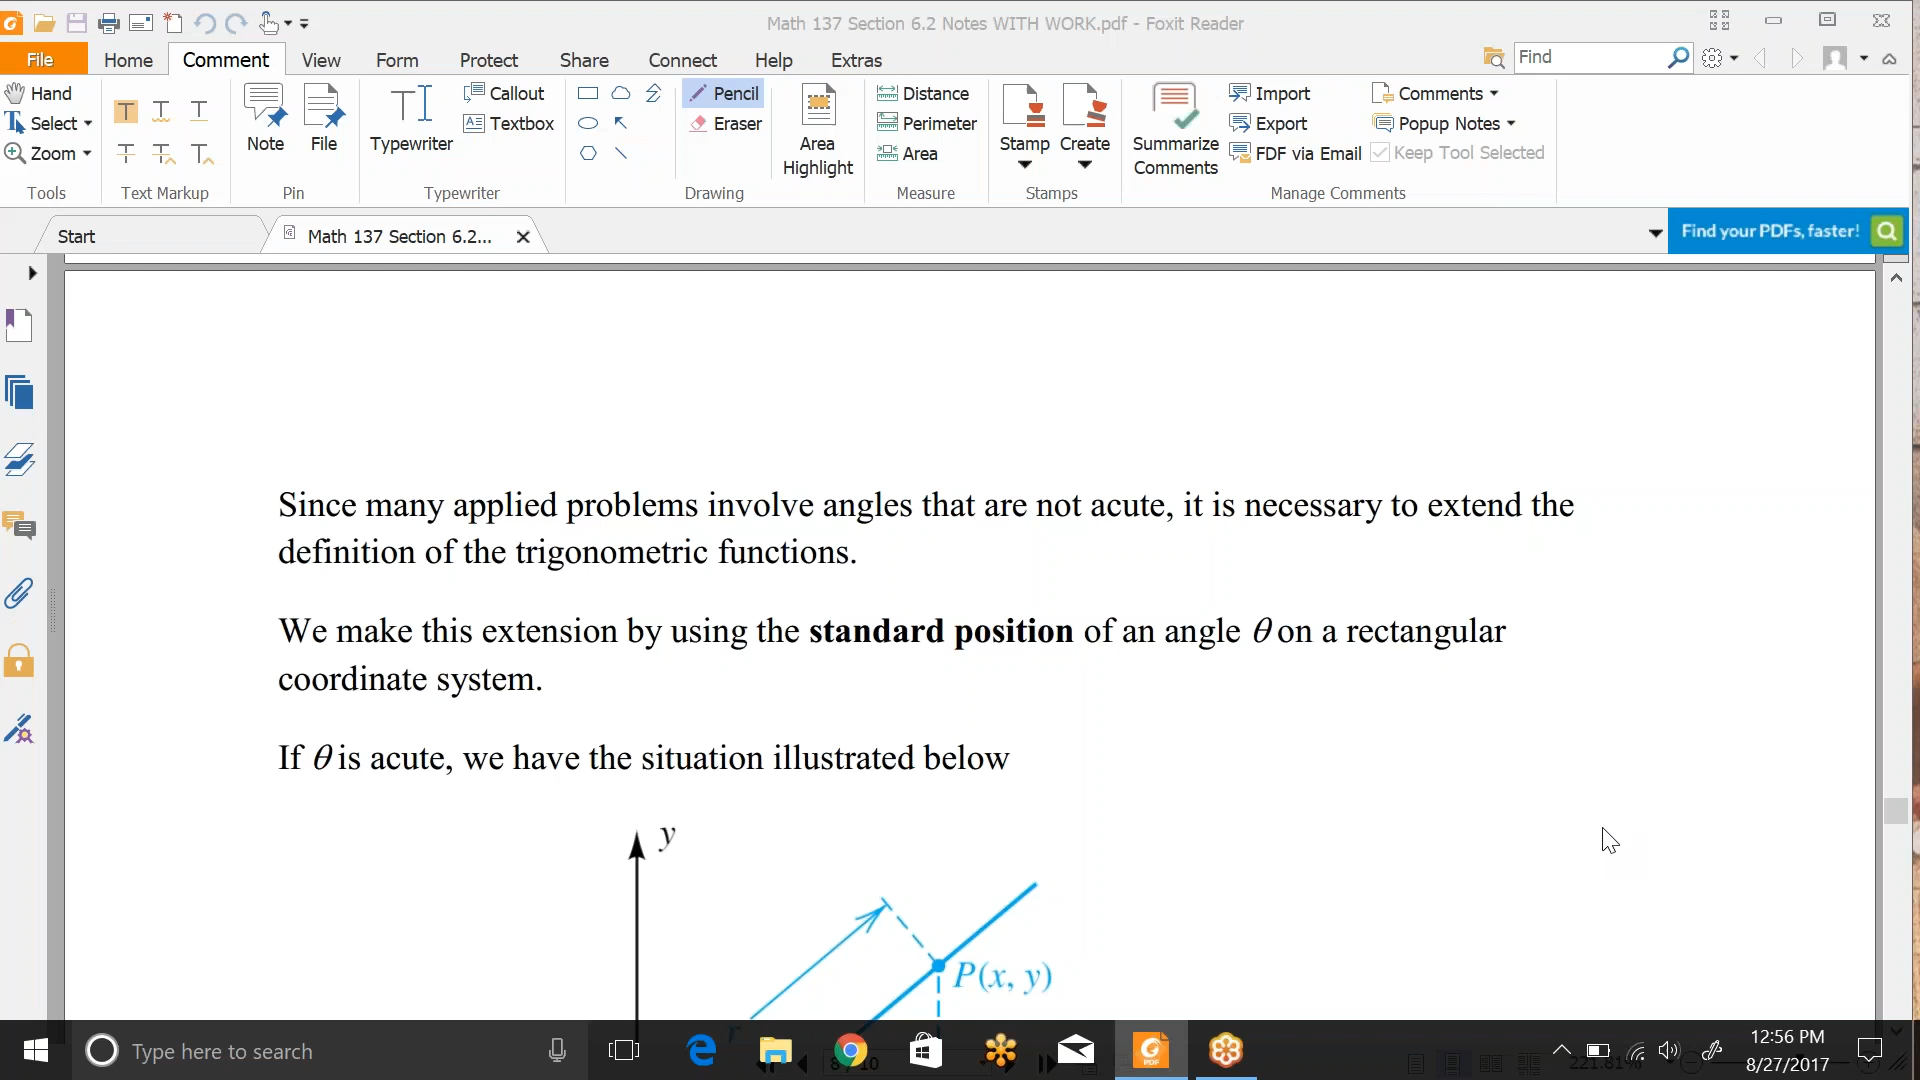 Math 137 Section 6.2 Notes WITH WORK.pdf - Foxit Reader
File Home Comment View Form Protect Share Connect Help Extras Find
Hand
Select
Zoom
Tools
Text Markup
Note
File
Pin
Typewriter
Callout
Textbox
Typewriter
Pencil
Eraser
Drawing
Area
Highlight
Distance
Perimeter
Area
Measure
Stamp
Create
Stamps
Summarize
Comments
Import
Export
FDF via Email
Comments
Popup Notes
Keep Tool Selected
Manage Comments
Start
Math 137 Section 6.2...
Find your PDFs, faster!
Since many applied problems involve angles that are not acute, it is necessary to extend the
definition of the trigonometric functions.
We make this extension by using the standard position of an angle θ on a rectangular
coordinate system.
If θ is acute, we have the situation illustrated below
y
P(x, y)
Type here to search
8 / 10
221.81%
12:56 PM
8/27/2017